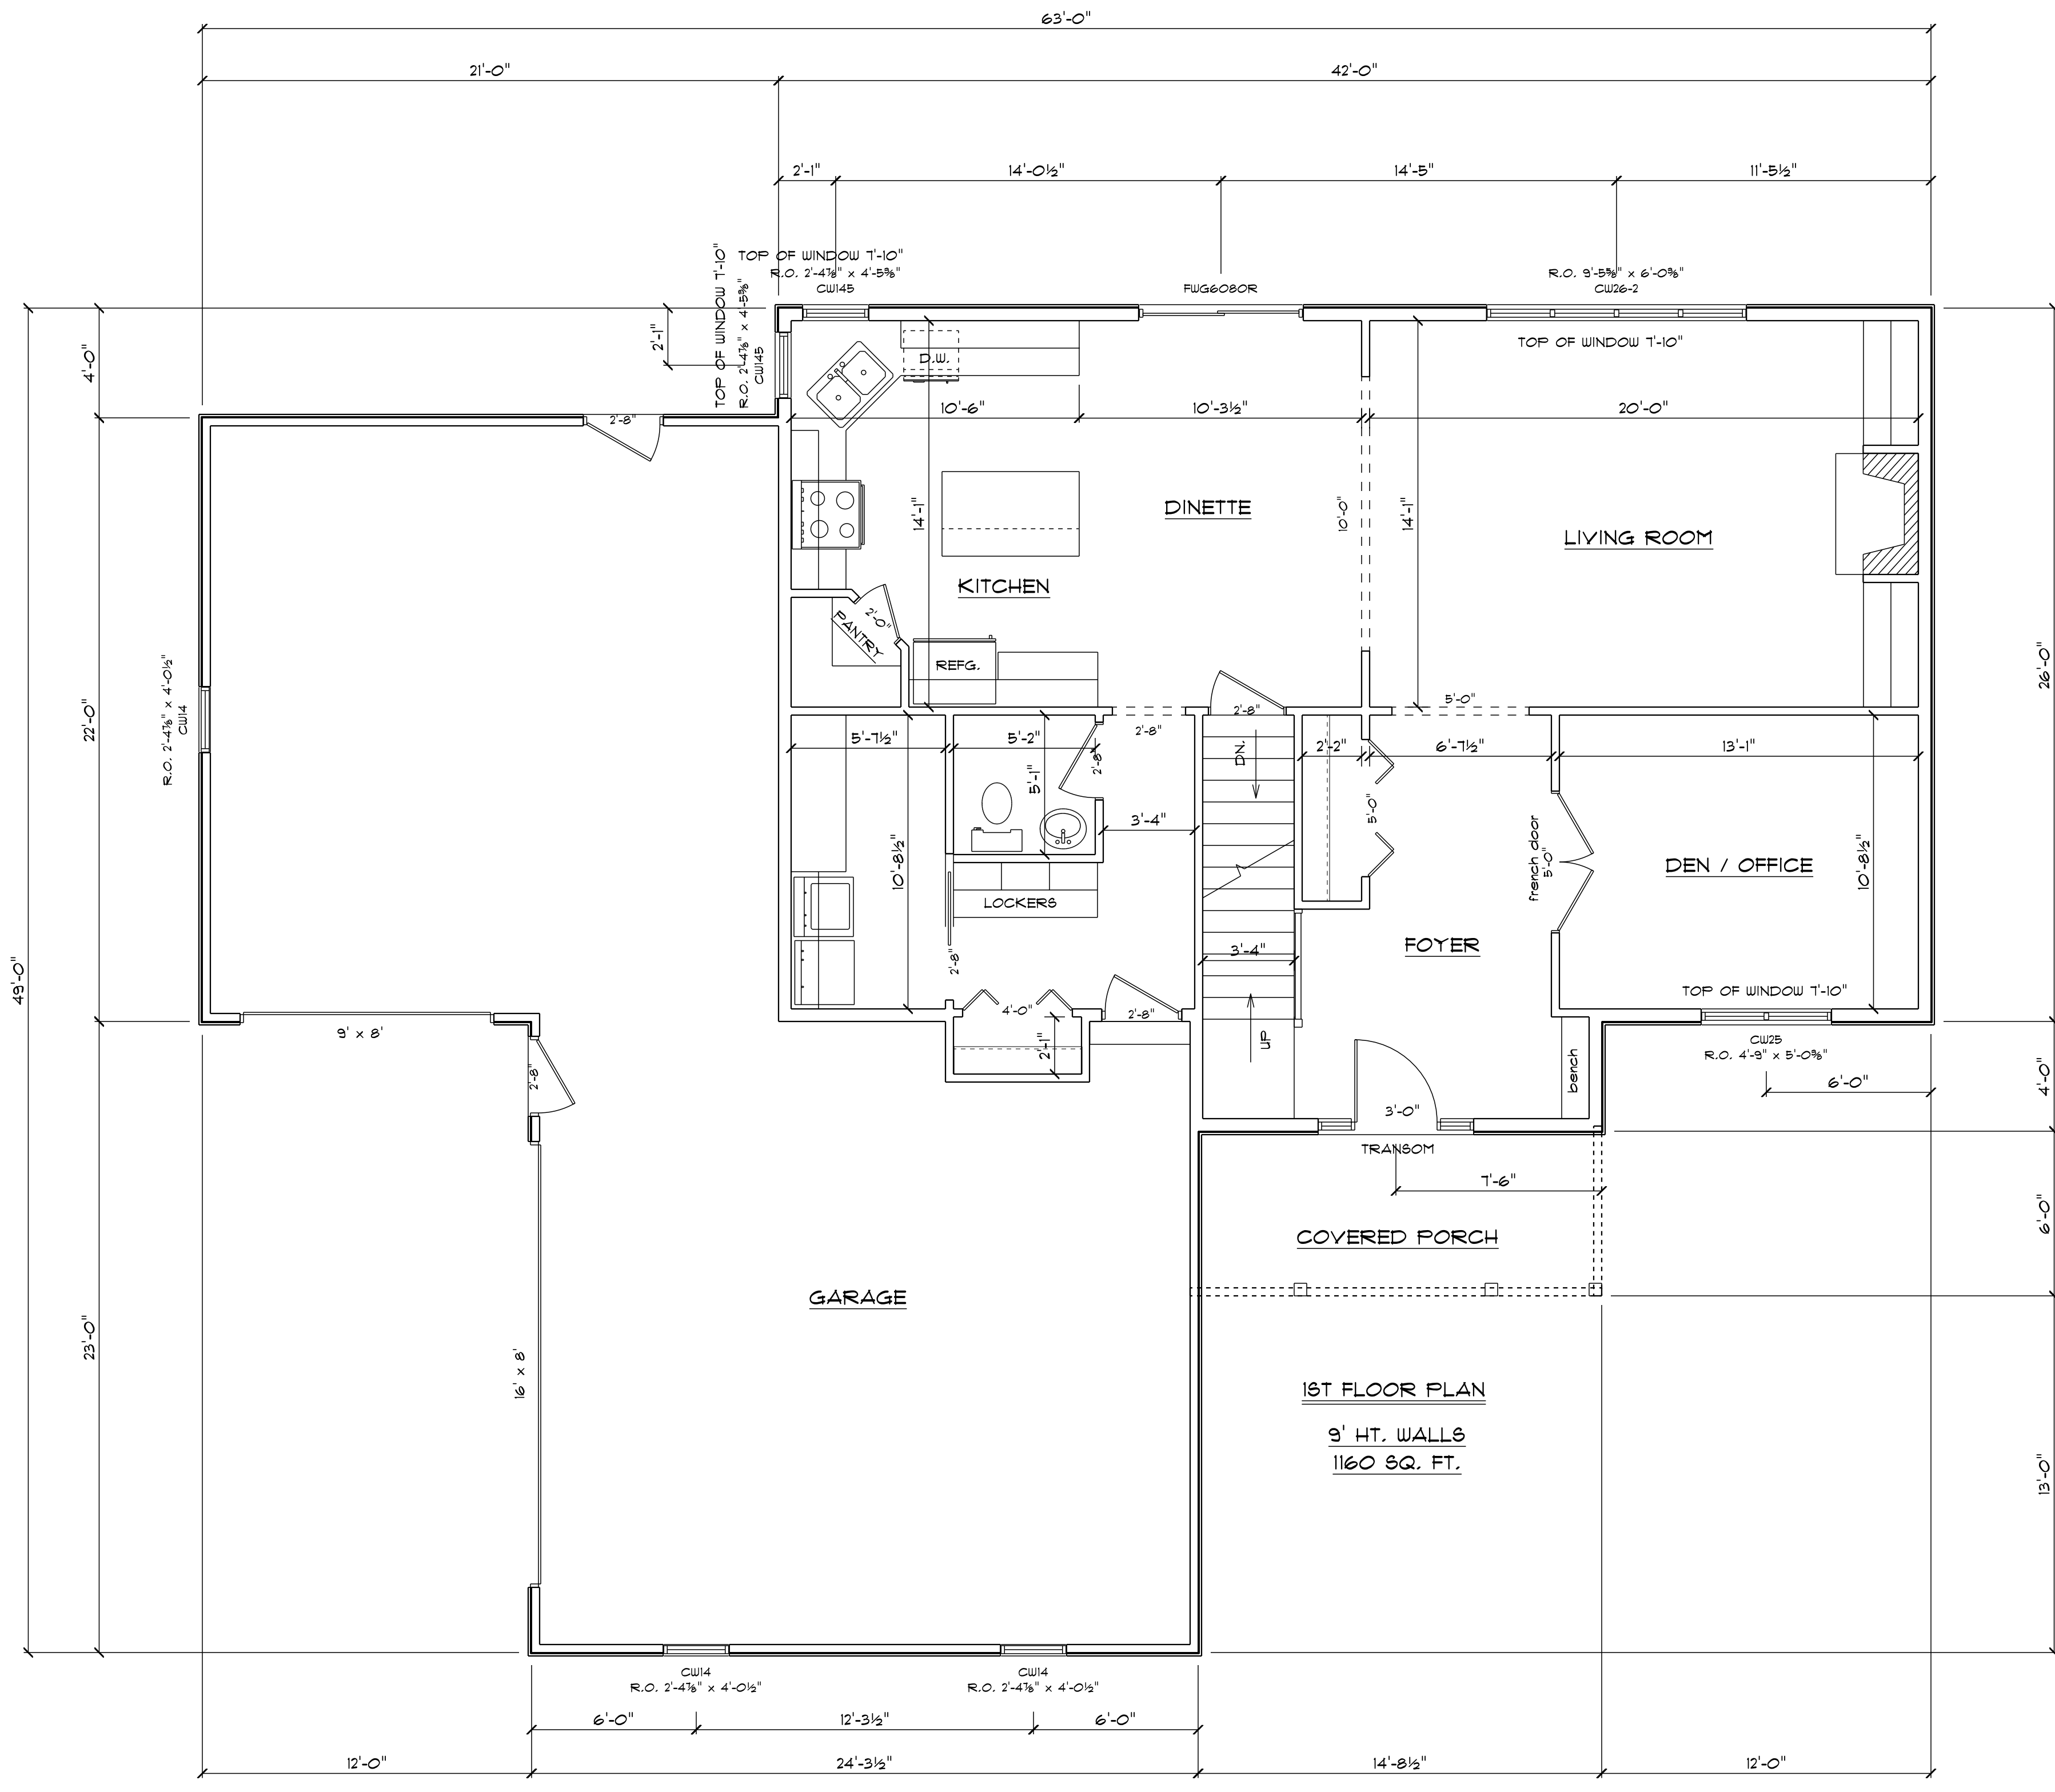 63'-0"
21'-0"
42'-0"
2'-1"
14'-0½"
14'-5"
11'-5½"
TOP OF WINDOW 7'-10"
R.O. 2'-4⅞" x 4'-5⅜"
CW145
FWG6080R
R.O. 9'-5⅜" x 6'-0⅜"
CW26-2
TOP OF WINDOW 7'-10"
TOP OF WINDOW 7'-10"
R.O. 2'-4⅞" x 4'-5⅜"
CW145
2'-1"
4'-0"
D.W.
2'-8"
10'-6"
10'-3½"
20'-0"
14'-1"
DINETTE
10'-0"
14'-1"
LIVING ROOM
KITCHEN
2'-0"
PANTRY
REFG.
26'-0"
22'-0"
R.O. 2'-4⅞" x 4'-0½"
CW14
5'-0"
2'-8"
2'-8"
5'-7½"
5'-2"
2'-8"
DN.
2'-2"
6'-7½"
13'-1"
5'-1"
3'-4"
5'-0"
french door
5'-0"
DEN / OFFICE
10'-8½"
10'-8½"
LOCKERS
FOYER
3'-4"
2'-8"
49'-0"
TOP OF WINDOW 7'-10"
4'-0"
2'-8"
9' x 8'
2'-1"
UP
CW25
R.O. 4'-9" x 5'-0⅜"
2'-8"
bench
6'-0"
4'-0"
3'-0"
TRANSOM
7'-6"
6'-0"
COVERED PORCH
GARAGE
23'-0"
16' x 8'
1ST FLOOR PLAN
9' HT. WALLS
1160 SQ. FT.
13'-0"
CW14
R.O. 2'-4⅞" x 4'-0½"
CW14
R.O. 2'-4⅞" x 4'-0½"
6'-0"
12'-3½"
6'-0"
12'-0"
24'-3½"
14'-8½"
12'-0"